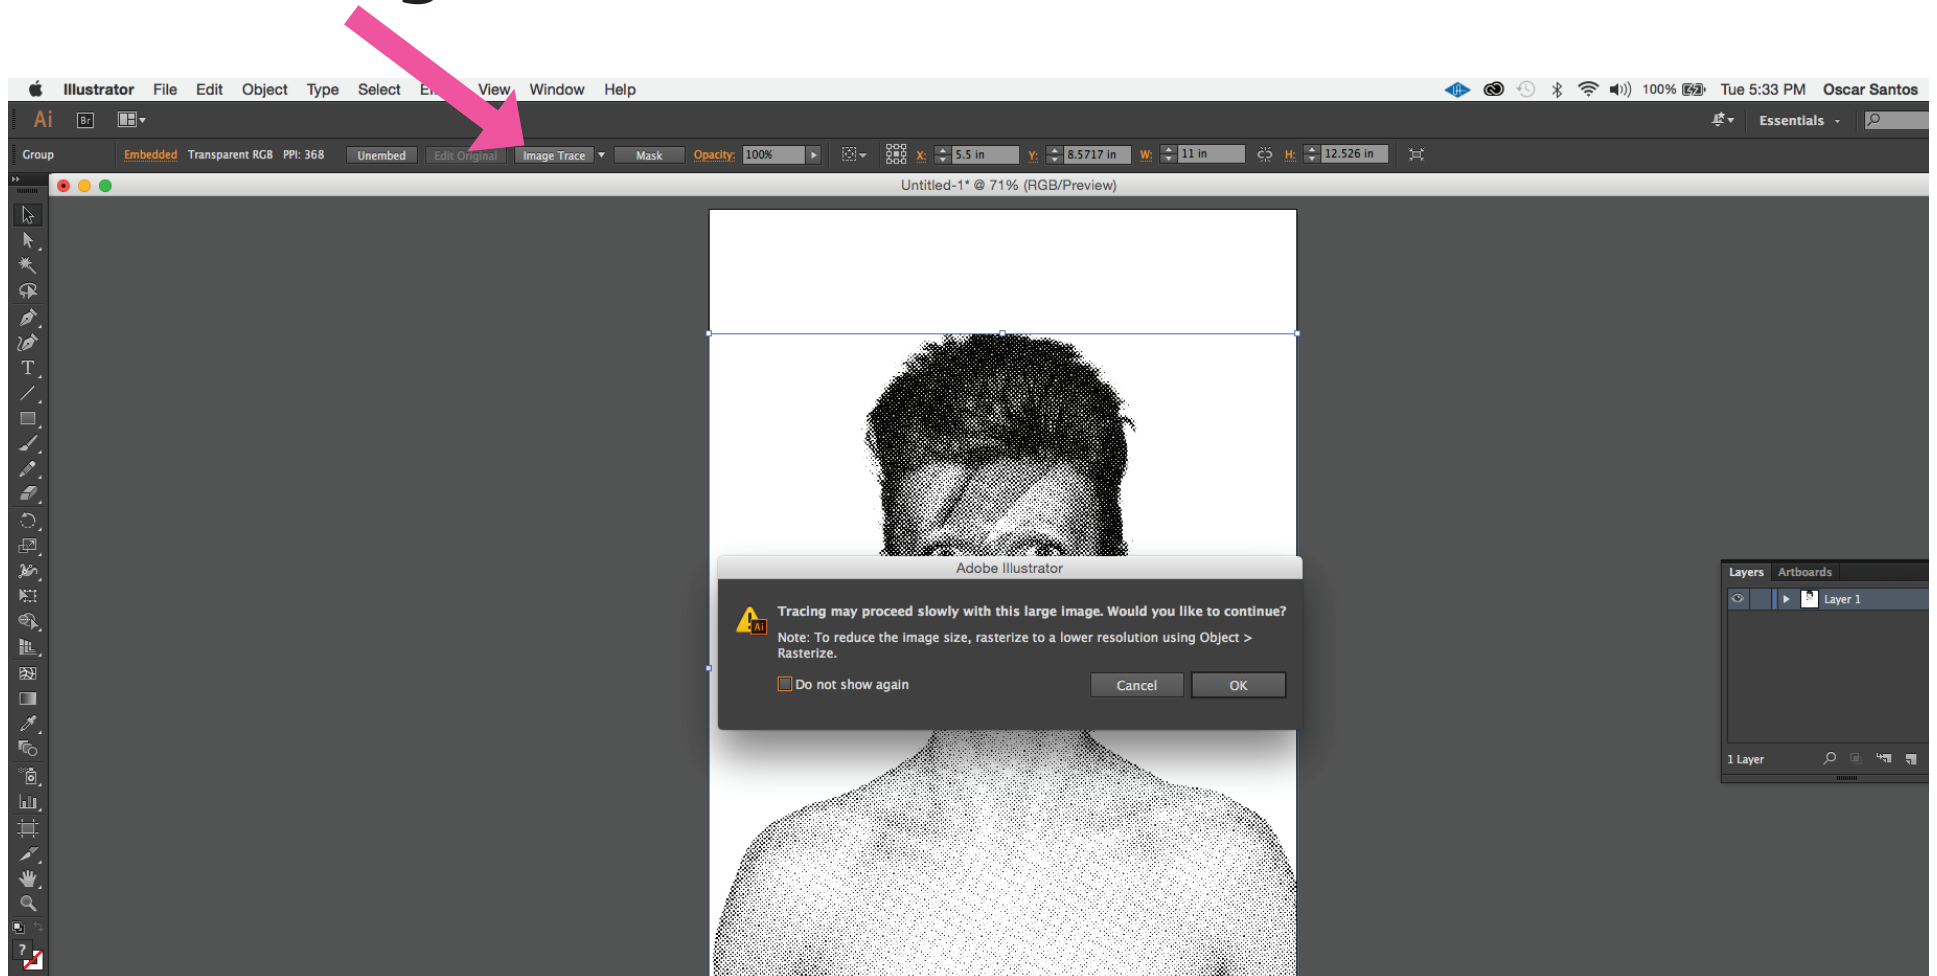 Illustrator File Edit Object Type Select View Window Help 100% Tue 5:33 PM Oscar Santos
Ai Br Essentials
Group Embedded Transparent RGB PPI: 368 Unembed Edit Original Image Trace Mask Opacity: 100% X: 5.5 in Y: 8.5717 in W: 11 in H: 12.526 in
Untitled-1* @ 71% (RGB/Preview)
T
Adobe Illustrator
Tracing may proceed slowly with this large image. Would you like to continue?
Ai
Note: To reduce the image size, rasterize to a lower resolution using Object >
Rasterize.
Do not show again Cancel OK
Layers Artboards
Layer 1
1 Layer
?